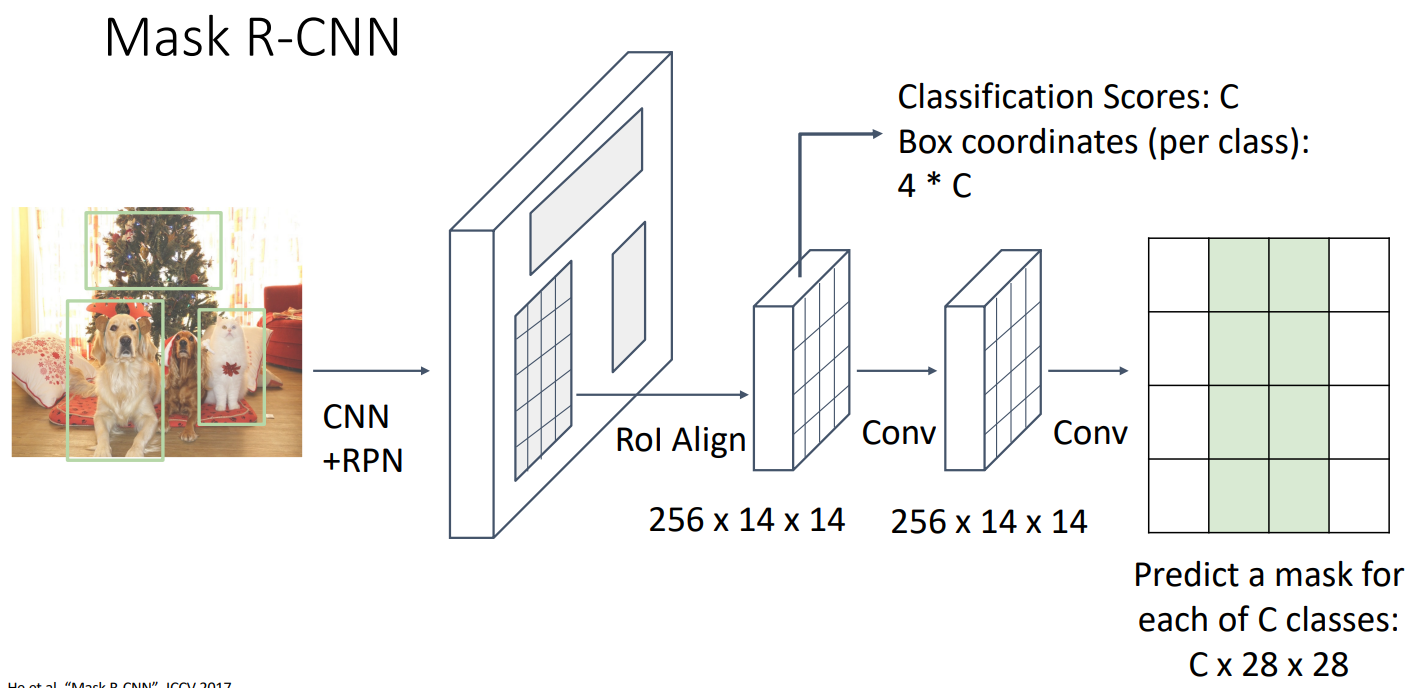 Mask R-CNN
Classification Scores: C
Box coordinates (per class):
4 * C
CNN
+RPN
RoI Align
Conv
Conv
256 x 14 x 14
256 x 14 x 14
Predict a mask for
each of C classes:
C x 28 x 28
He et al, “Mask R-CNN”, ICCV 2017